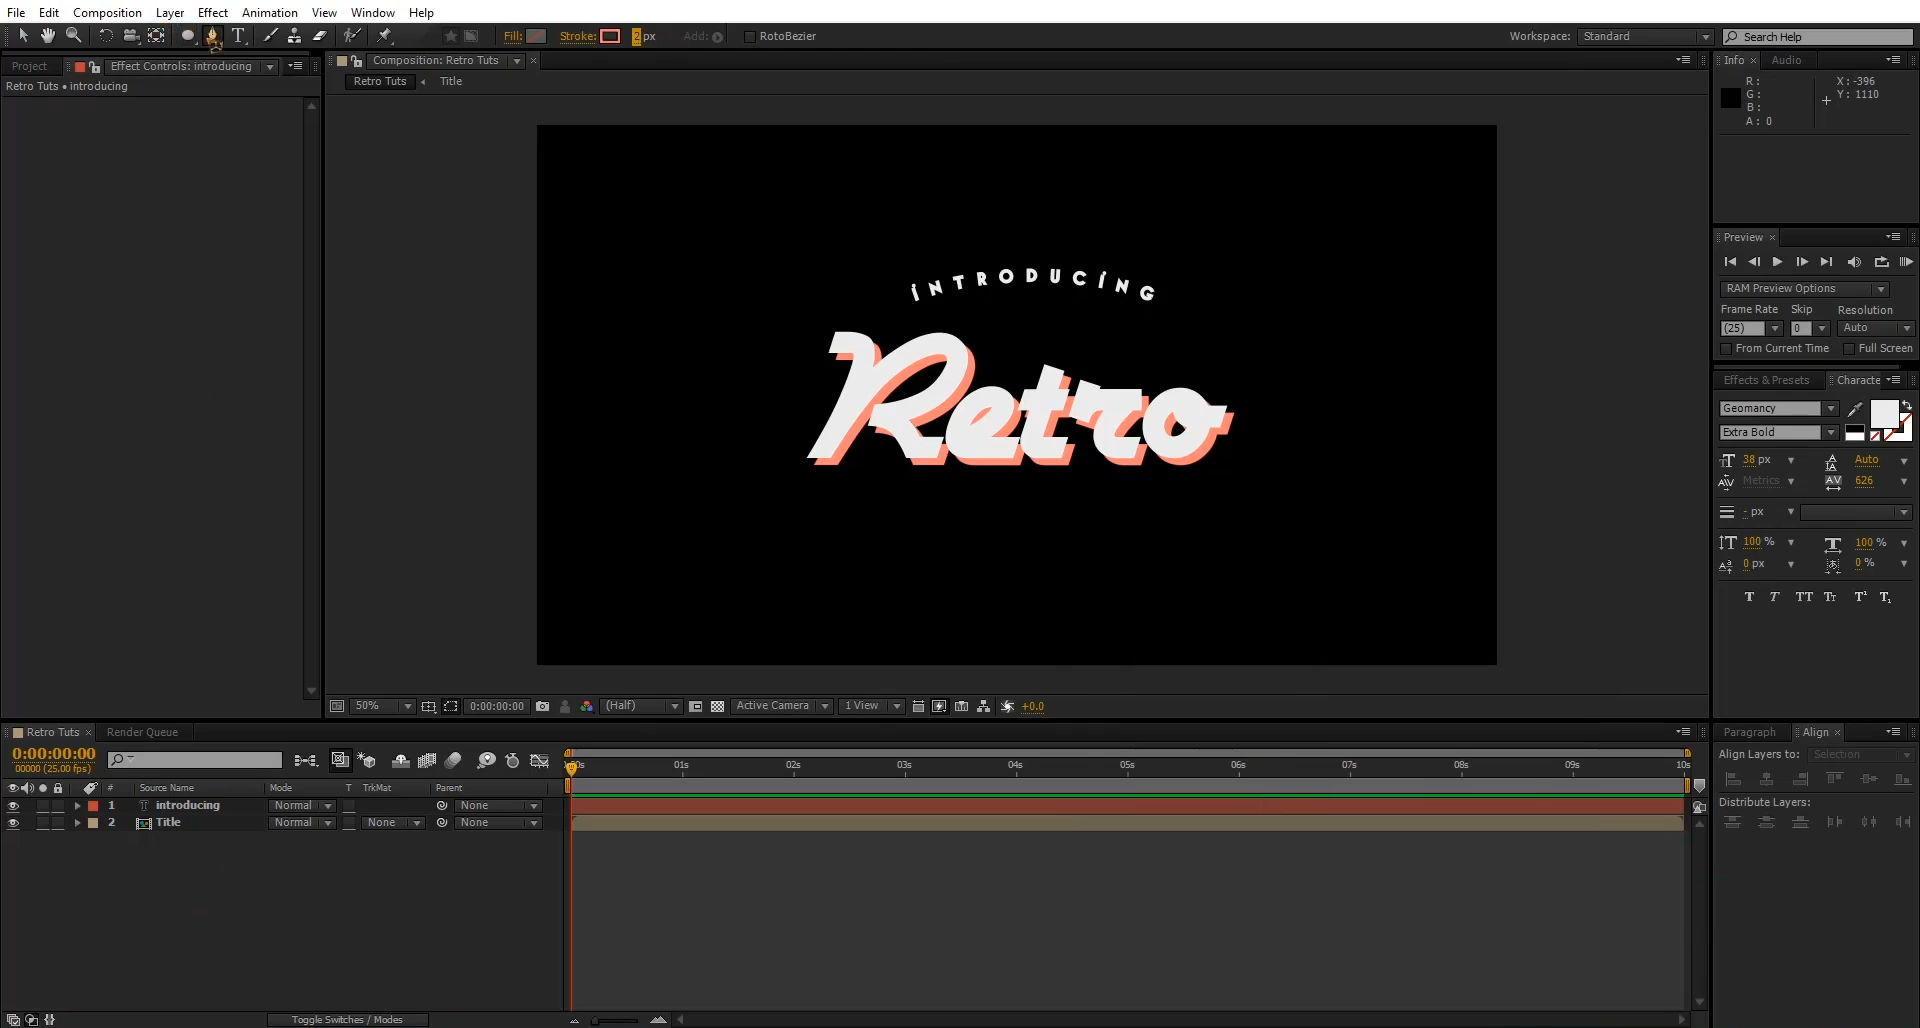 File Edit Composition Layer Effect Animation View Window Help
Fill: Stroke: 2 px Add: RotoBezier Workspace: Standard Search Help
Project Effect Controls: introducing
Retro Tuts • introducing
Composition: Retro Tuts
Retro Tuts Title
INTRODUCING
Retro
50% 0:00:00:00 (Half) Active Camera 1 View +0.0
Info Audio
R : X : -396
G : Y : 1110
B :
A : 0
Preview
RAM Preview Options
Frame Rate Skip Resolution
(25) 0 Auto
From Current Time Full Screen
Effects & Presets Characte
Geomancy
Extra Bold
38 px Auto
Metrics 626
- px
100 % 100 %
0 px 0 %
T T TT Tt T¹ T₁
Retro Tuts Render Queue
0:00:00:00
00000 (25.00 fps)
01s 02s 03s 04s 05s 06s 07s 08s 09s 10s
# Source Name Mode T TrkMat Parent
1 T introducing Normal None
2 Title Normal None None
Toggle Switches / Modes
Paragraph Align
Align Layers to: Selection
Distribute Layers: